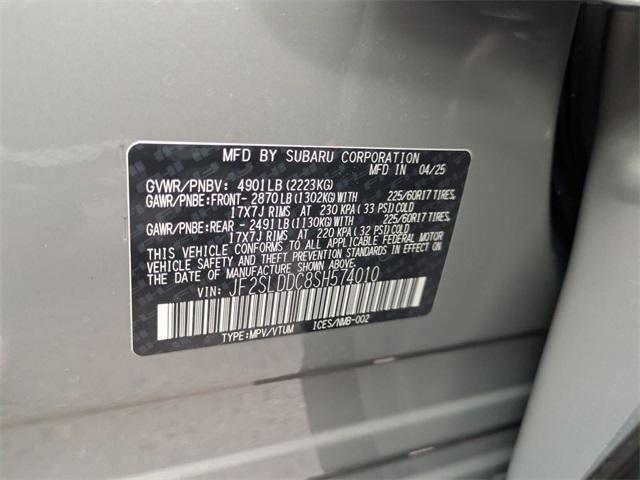 MFD BY SUBARU CORPORATION
MFD IN 04/25
GVWR/PNBV: 4901LB(2223KG)
GAWR/PNBE:FRONT- 2870LB(1302KG)WITH 225/60R17 TIRES,
17X7J RIMS AT 230 KPA(33 PSI)COLD
GAWR/PNBE:REAR - 2491LB(1130KG)WITH 225/60R17 TIRES,
17X7J RIMS AT 220 KPA(32 PSI)COLD
THIS VEHICLE CONFORMS TO ALL APPLICABLE FEDERAL MOTOR
VEHICLE SAFETY AND THEFT PREVENTION STANDARDS IN
EFFECT ON THE DATE OF MANUFACTURE SHOWN ABOVE.
VIN: JF2SLDDC8SH574010
TYPE:MPV/VTUM ICES/NMB-002